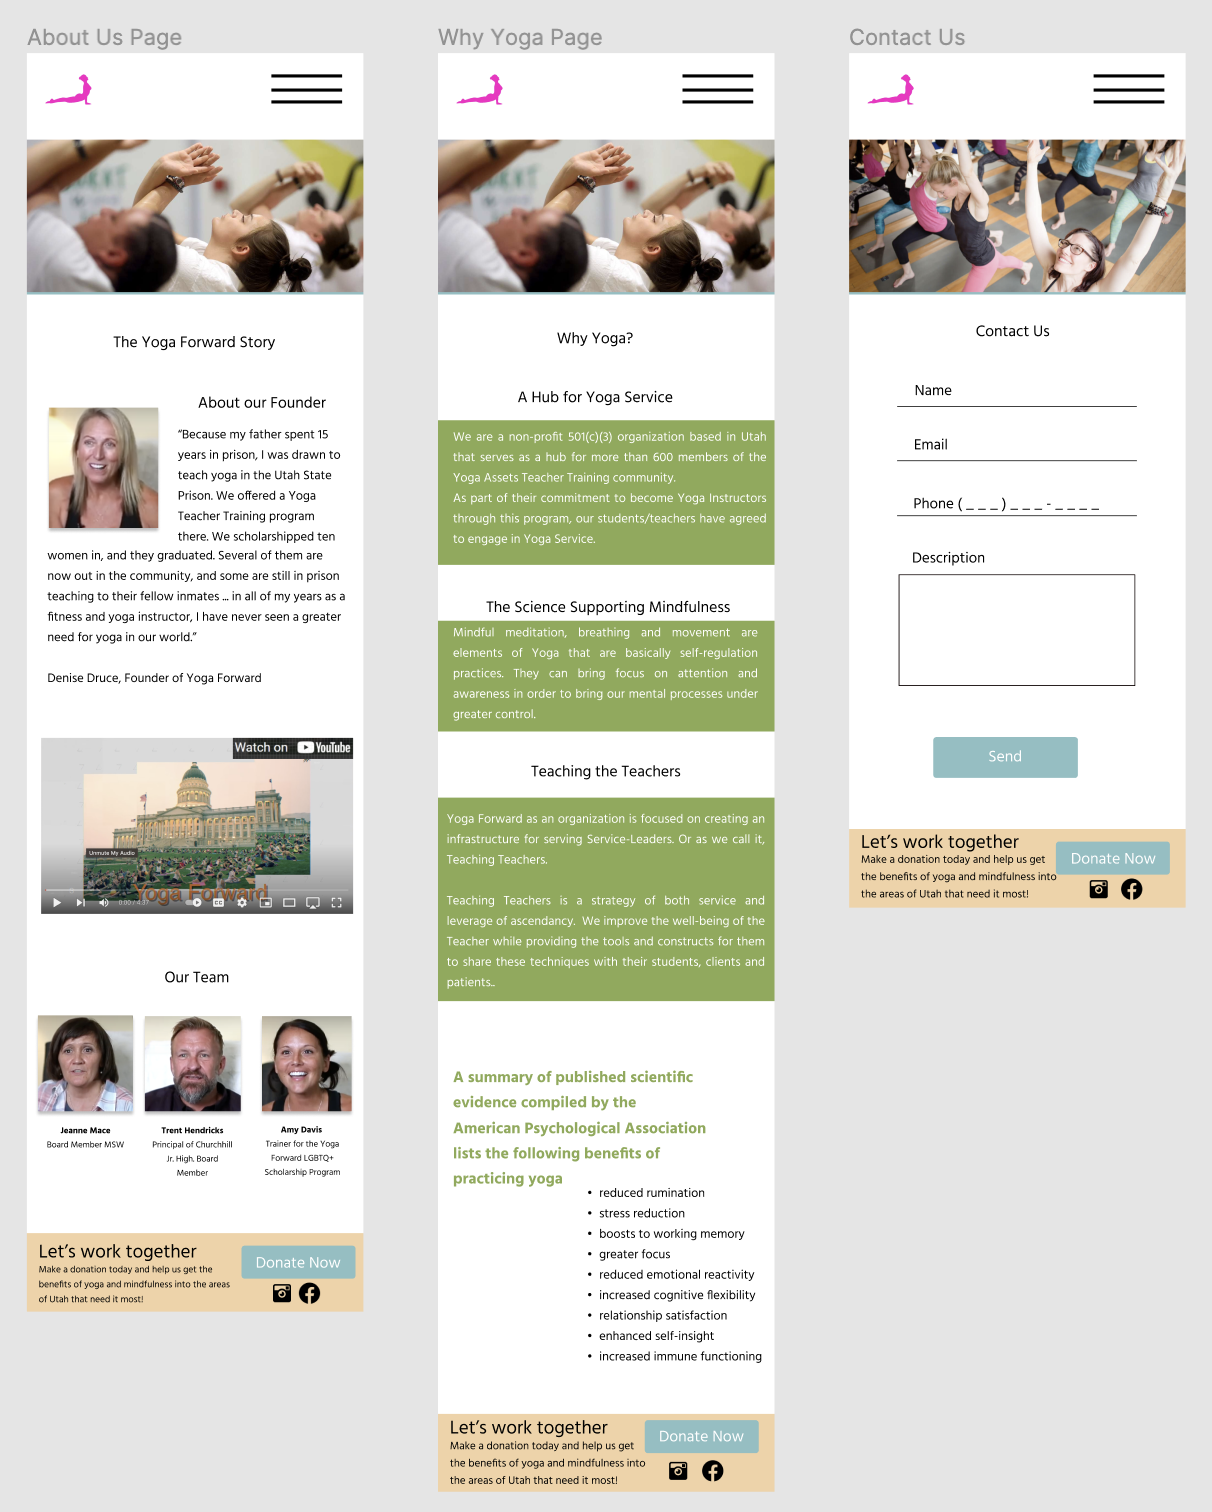 About Us Page
The Yoga Forward Story
About our Founder
“Because my father spent 15
years in prison, I was drawn to
teach yoga in the Utah State
Prison. We offered a Yoga
Teacher Training program
there. We scholarshipped ten
women in, and they graduated. Several of them are
now out in the community, and some are still in prison
teaching to their fellow inmates ... in all of my years as a
fitness and yoga instructor, I have never seen a greater
need for yoga in our world.”
Denise Druce, Founder of Yoga Forward
Watch on YouTube
Unmute My Audio
Yoga Forward
0:00 / 4:37
Our Team
Jeanne Mace
Board Member MSW
Trent Hendricks
Principal of Churchhill
Jr. High. Board
Member
Amy Davis
Trainer for the Yoga
Forward LGBTQ+
Scholarship Program
Let’s work together
Make a donation today and help us get the
benefits of yoga and mindfulness into the areas
of Utah that need it most!
Donate Now
Why Yoga Page
Why Yoga?
A Hub for Yoga Service
We are a non-profit 501(c)(3) organization based in Utah
that serves as a hub for more than 600 members of the
Yoga Assets Teacher Training community.
As part of their commitment to become Yoga Instructors
through this program, our students/teachers have agreed
to engage in Yoga Service.
The Science Supporting Mindfulness
Mindful meditation, breathing and movement are
elements of Yoga that are basically self-regulation
practices. They can bring focus on attention and
awareness in order to bring our mental processes under
greater control.
Teaching the Teachers
Yoga Forward as an organization is focused on creating an
infrastructure for serving Service-Leaders. Or as we call it,
Teaching Teachers.
Teaching Teachers is a strategy of both service and
leverage of ascendancy. We improve the well-being of the
Teacher while providing the tools and constructs for them
to share these techniques with their students, clients and
patients..
A summary of published scientific
evidence compiled by the
American Psychological Association
lists the following benefits of
practicing yoga
• reduced rumination
• stress reduction
• boosts to working memory
• greater focus
• reduced emotional reactivity
• increased cognitive flexibility
• relationship satisfaction
• enhanced self-insight
• increased immune functioning
Let’s work together
Make a donation today and help us get
the benefits of yoga and mindfulness into
the areas of Utah that need it most!
Donate Now
Contact Us
Contact Us
Name
Email
Phone ( _ _ _ ) _ _ _ - _ _ _ _
Description
Send
Let’s work together
Make a donation today and help us get
the benefits of yoga and mindfulness into
the areas of Utah that need it most!
Donate Now